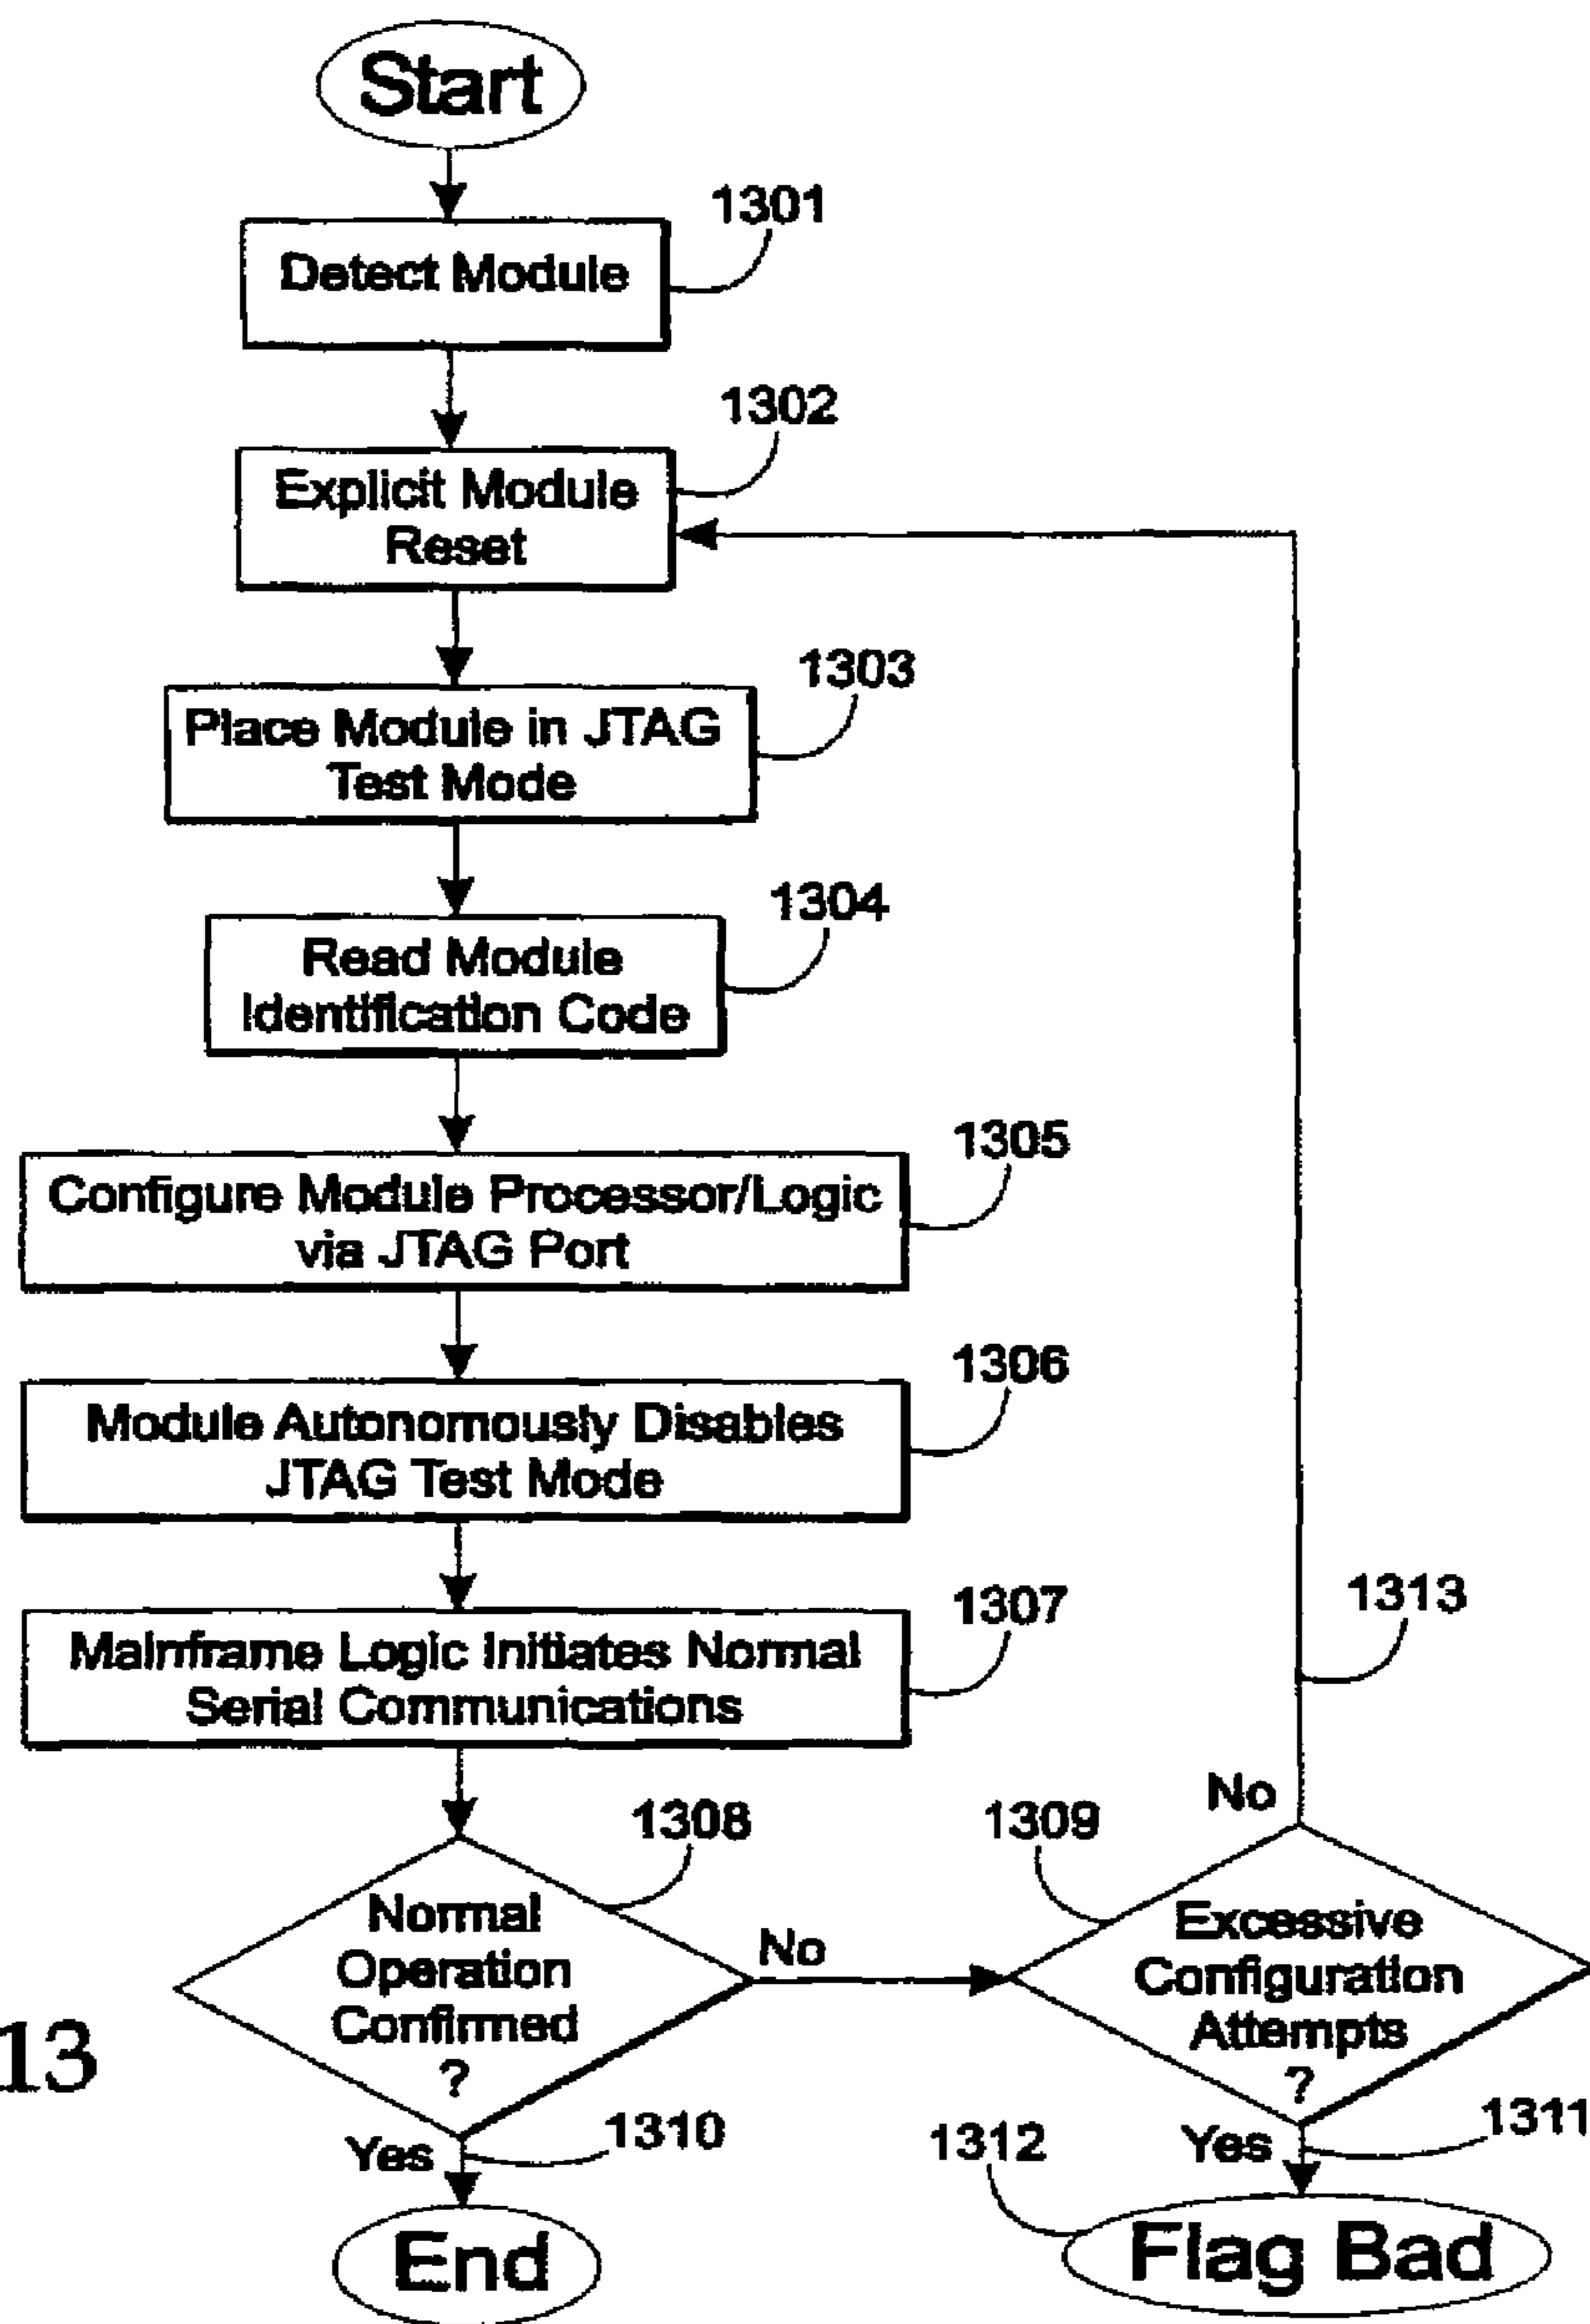 Start
1301
Detect Module
1302
Explicit Module
Reset
1303
Place Module in JTAG
Test Mode
1304
Read Module
Identification Code
1305
Configure Module Processor/Logic
via JTAG Port
1306
Module Autonomously Disables
JTAG Test Mode
1307
Mainframe Logic Initiates Normal
Serial Communications
1313
No
1308
1309
Normal
Operation
Confirmed
?
No
Excessive
Configuration
Attempts
?
13
Yes
1310
1312
Yes
1311
End
Flag Bad